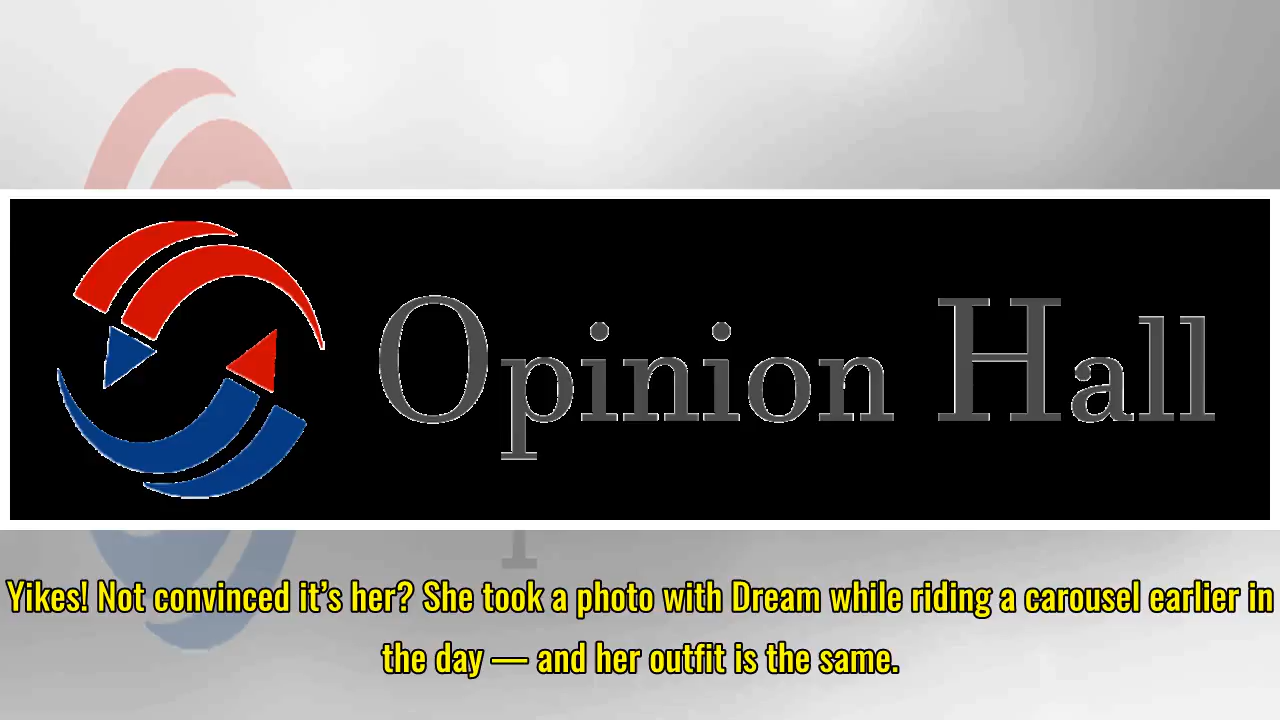 Opinion Hall
Yikes! Not convinced it’s her? She took a photo with Dream while riding a carousel earlier in
the day — and her outfit is the same.